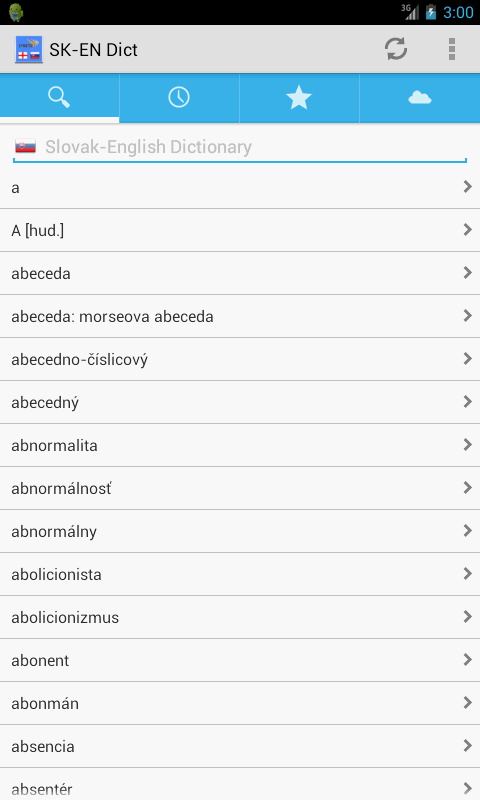 3G
3:00
SK-EN Dict
Slovak-English Dictionary
a
A [hud.]
abeceda
abeceda: morseova abeceda
abecedno-číslicový
abecedný
abnormalita
abnormálnosť
abnormálny
abolicionista
abolicionizmus
abonent
abonmán
absencia
absentér